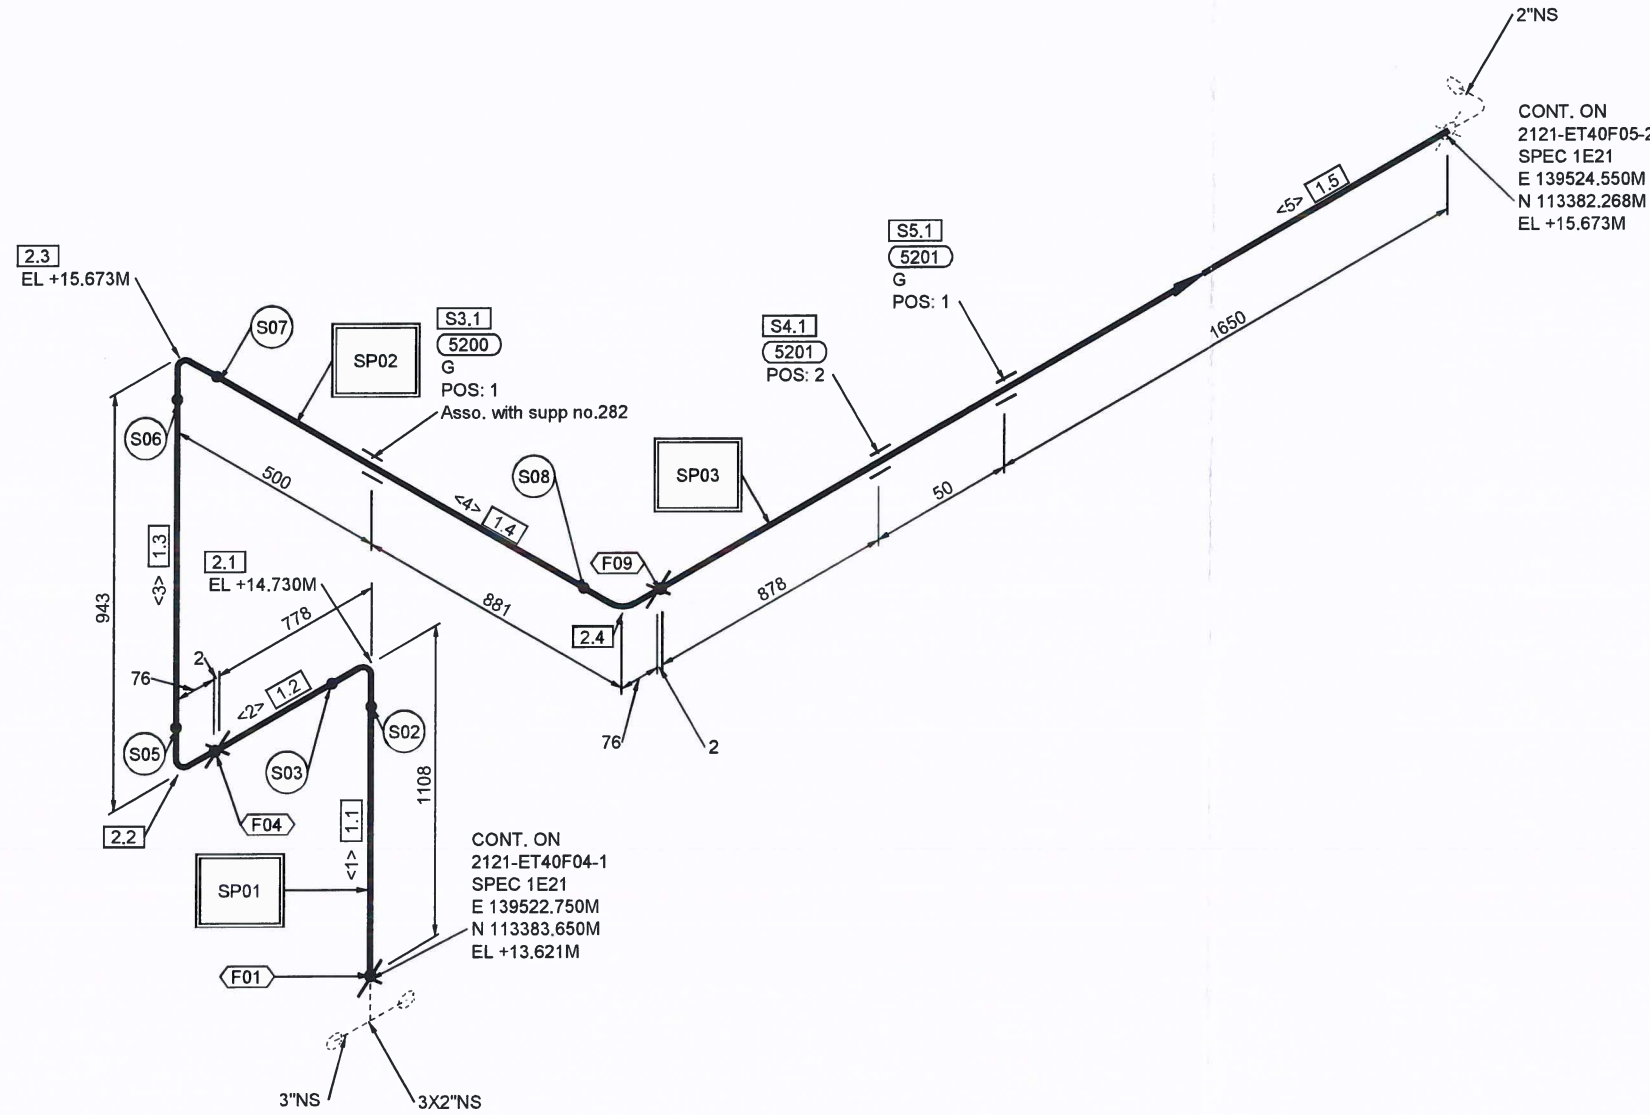 2"NS
CONT. ON
2121-ET40F05-2
SPEC 1E21
E 139524.550M
N 113382.268M
EL +15.673M
<5> 1.5
S5.1
5201
G
POS: 1
1650
2.3
EL +15.673M
S07
SP02
S3.1
5200
G
POS: 1
Asso. with supp no.282
S4.1
5201
POS: 2
S06
500
S08
SP03
50
<4> 1.4
<3> 1.3
2.1
EL +14.730M
F09
878
943
778
881
2.4
2
76
<2> 1.2
S05
S03
S02
76
2
1108
F04
2.2
<1> 1.1
SP01
CONT. ON
2121-ET40F04-1
SPEC 1E21
E 139522.750M
N 113383.650M
EL +13.621M
F01
3"NS
3X2"NS